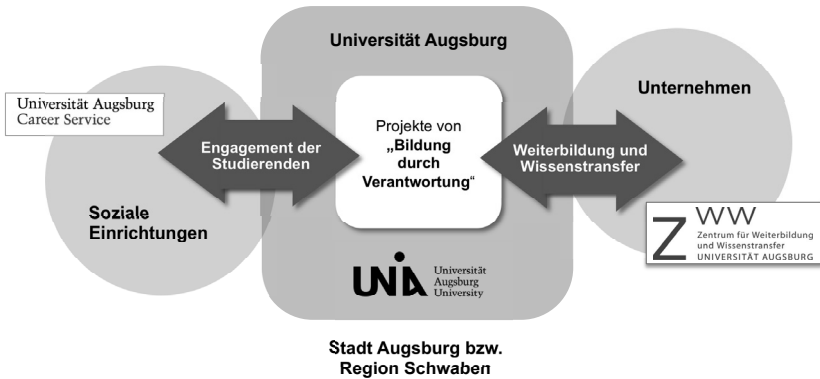 Universität Augsburg
Unternehmen
Universität Augsburg
Career Service
Engagement der
Studierenden
Projekte von
„Bildung
durch
Verantwortung“
Weiterbildung und
Wissenstransfer
Soziale
Einrichtungen
ZWW
Zentrum für Weiterbildung
und Wissenstransfer
UNIVERSITÄT AUGSBURG
UNIA
Universität
Augsburg
University
Stadt Augsburg bzw.
Region Schwaben